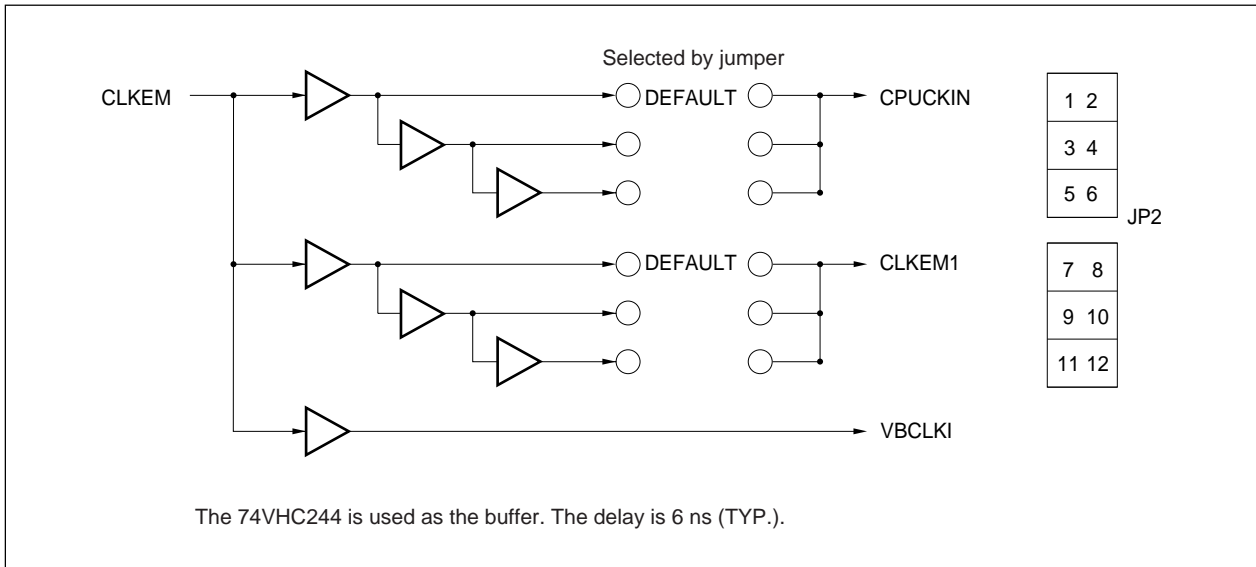 Selected by jumper
CLKEM
DEFAULT
CPUCKIN
1 2
3 4
5 6
JP2
DEFAULT
CLKEM1
7 8
9 10
11 12
VBCLKI
The 74VHC244 is used as the buffer. The delay is 6 ns (TYP.).